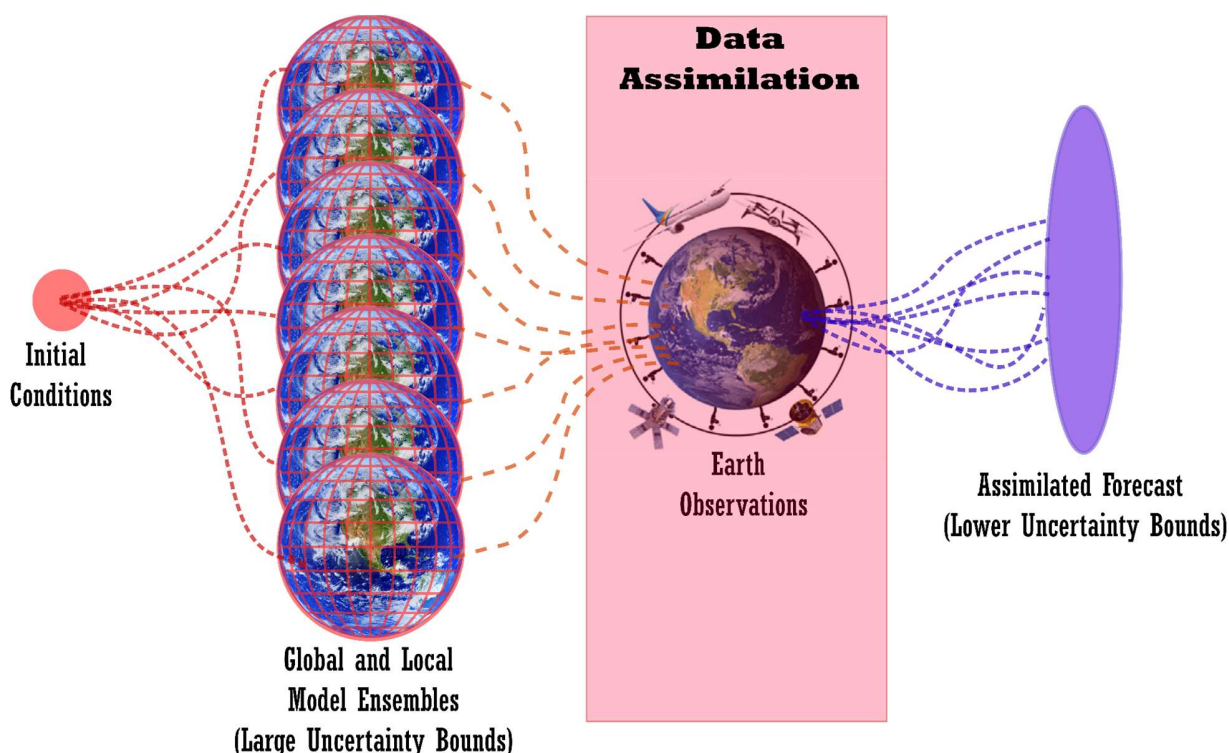 Data
Assimilation
Initial
Conditions
Global and Local
Model Ensembles
(Large Uncertainty Bounds)
Earth
Observations
Assimilated Forecast
(Lower Uncertainty Bounds)